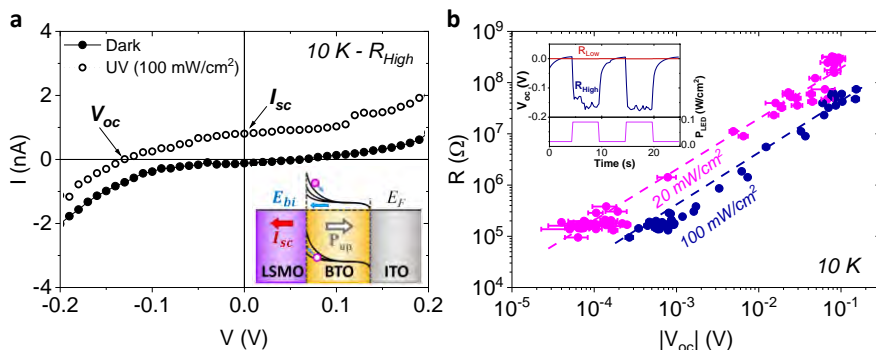 a
10 K - R_High
Dark
UV (100 mW/cm²)
V_oc
I_sc
I (nA)
4
2
0
-2
-4
-0.2
-0.1
0.0
0.1
0.2
V (V)
E_bi
E_F
I_sc
P_up
LSMO
BTO
ITO
b
R (Ω)
10⁹
10⁸
10⁷
10⁶
10⁵
10⁴
10⁻⁵
10⁻⁴
10⁻³
10⁻²
10⁻¹
|V_oc| (V)
20 mW/cm²
100 mW/cm²
10 K
R_Low
R_High
V_oc (V)
0.0
-0.1
-0.2
P_LED (W/cm²)
0.1
0.0
0
10
20
Time (s)